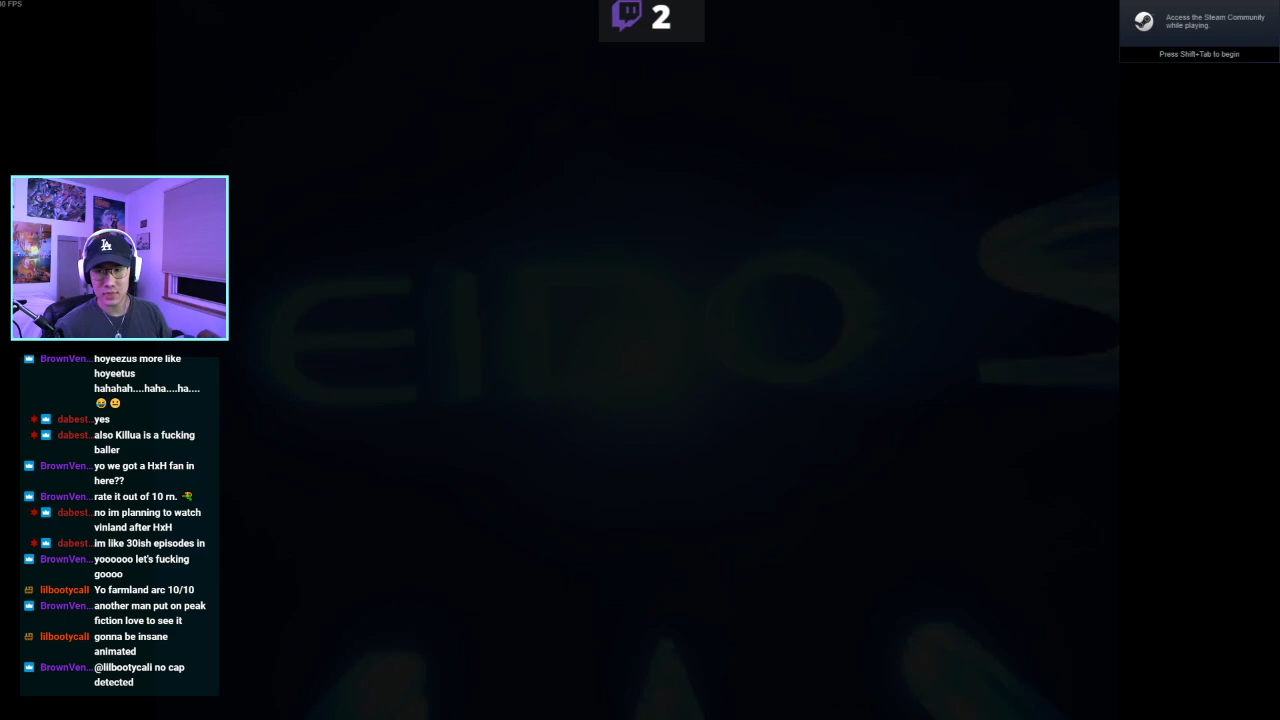 30 FPS
2
Access the Steam Community
while playing.
Press Shift+Tab to begin
EIDOS
LA
BrownVen... hoyeezus more like
hoyeetus
hahahah....haha....ha....
😂 😐
dabest... yes
dabest... also Killua is a fucking
baller
BrownVen... yo we got a HxH fan in
here??
BrownVen... rate it out of 10 rn.
dabest... no im planning to watch
vinland after HxH
dabest... im like 30ish episodes in
BrownVen... yoooooo let's fucking
goooo
lilbootycall Yo farmland arc 10/10
BrownVen... another man put on peak
fiction love to see it
lilbootycall gonna be insane
animated
BrownVen... @lilbootycall no cap
detected